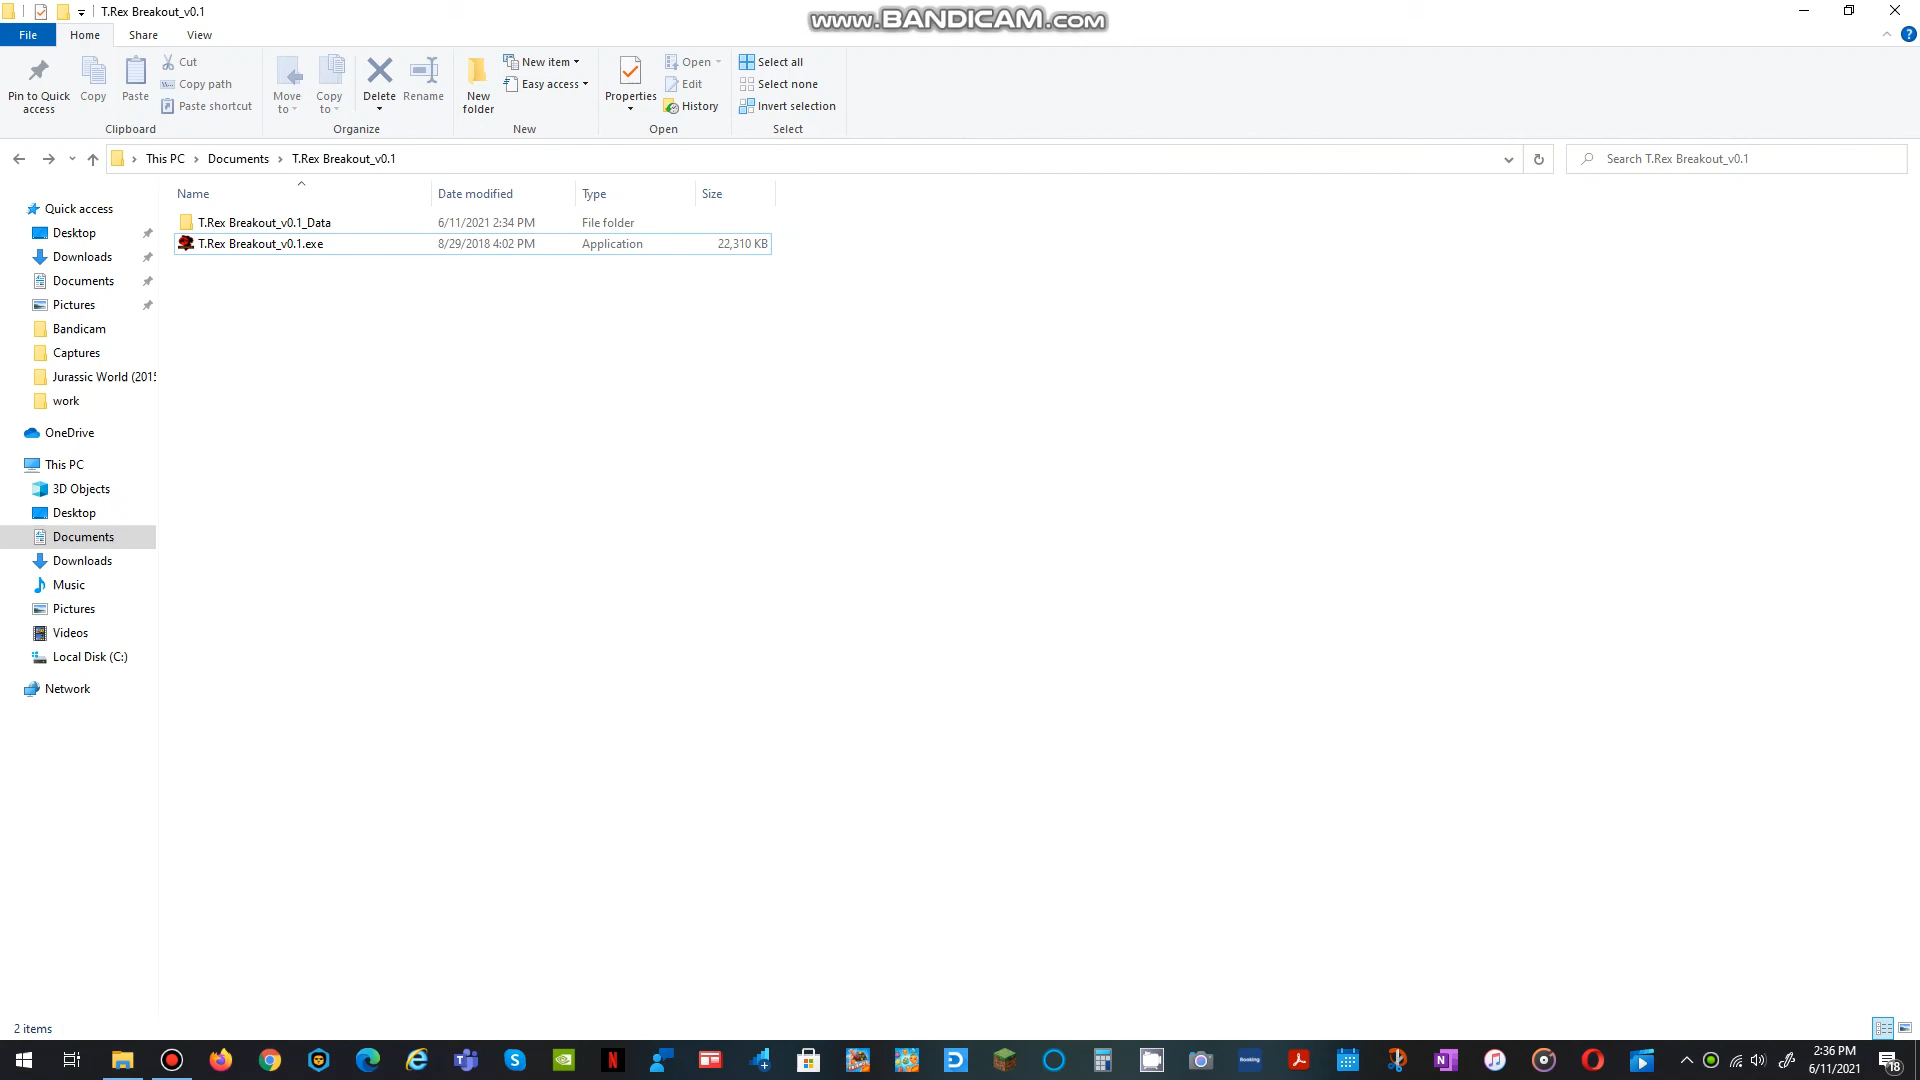 T.Rex Breakout_v0.1
www.BANDICAM.com
File Home Share View
Pin to Quick access
Copy
Paste
Cut
Copy path
Paste shortcut
Clipboard
Move to
Copy to
Delete
Rename
Organize
New folder
New item
Easy access
New
Properties
Open
Edit
History
Open
Select all
Select none
Invert selection
Select
This PC Documents T.Rex Breakout_v0.1
Search T.Rex Breakout_v0.1
Name Date modified Type Size
T.Rex Breakout_v0.1_Data 6/11/2021 2:34 PM File folder
T.Rex Breakout_v0.1.exe 8/29/2018 4:02 PM Application 22,310 KB
Quick access
Desktop
Downloads
Documents
Pictures
Bandicam
Captures
Jurassic World (2015
work
OneDrive
This PC
3D Objects
Desktop
Documents
Downloads
Music
Pictures
Videos
Local Disk (C:)
Network
2 items
Booking
2:36 PM
6/11/2021
18